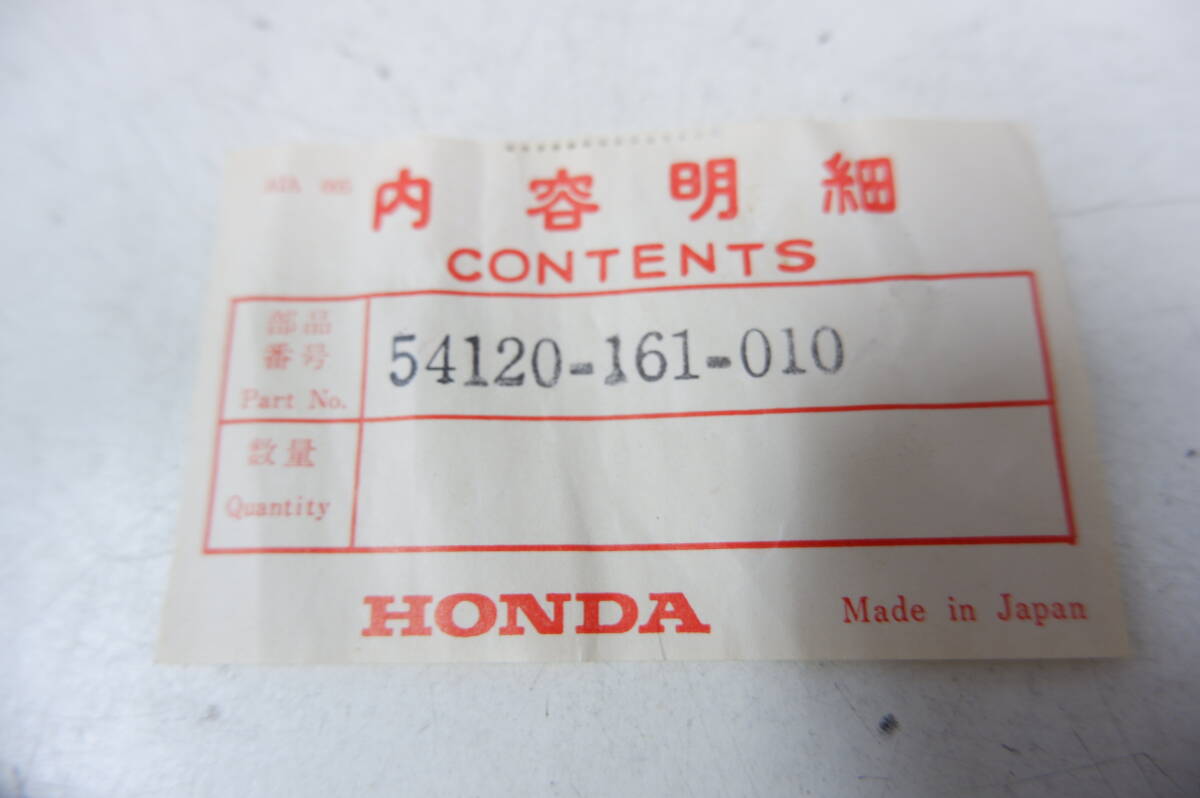 内容明細
CONTENTS
部品
番号
Part No.
54120-161-010
数量
Quantity
HONDA
Made in Japan